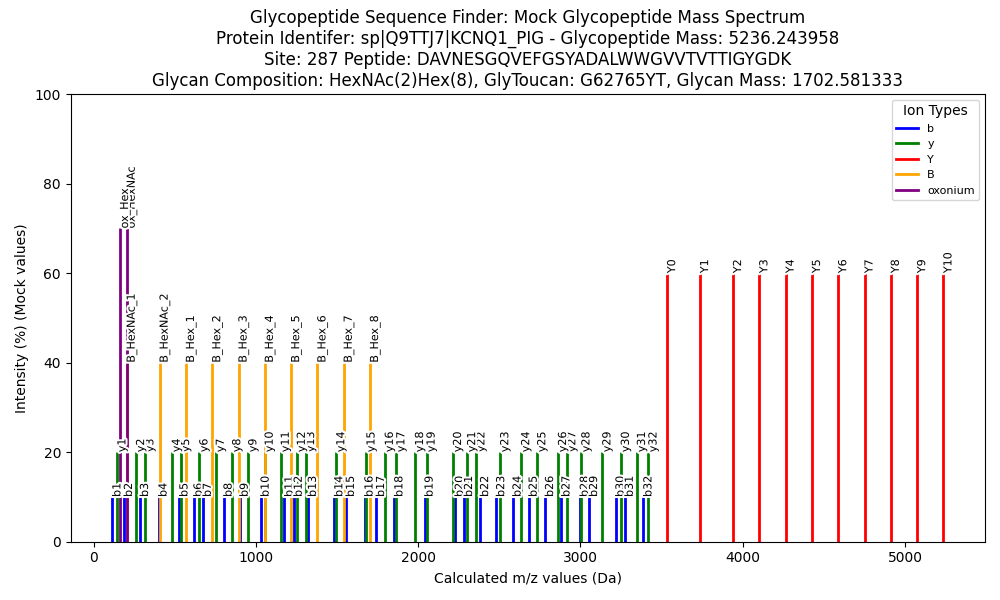 Glycopeptide Sequence Finder: Mock Glycopeptide Mass Spectrum
Protein Identifer: sp|Q9TTJ7|KCNQ1_PIG - Glycopeptide Mass: 5236.243958
Site: 287 Peptide: DAVNESGQVEFGSYADALWWGVVTVTTIGYGDK
Glycan Composition: HexNAc(2)Hex(8), GlyToucan: G62765YT, Glycan Mass: 1702.581333
Intensity (%) (Mock values)
100
80
60
40
20
0
Ion Types
b
y
Y
B
oxonium
ox_Hex
ox_HexNAc
Y0
Y1
Y2
Y3
Y4
Y5
Y6
Y7
Y8
Y9
Y10
B_HexNAc_1
B_HexNAc_2
B_Hex_1
B_Hex_2
B_Hex_3
B_Hex_4
B_Hex_5
B_Hex_6
B_Hex_7
B_Hex_8
y1
y2
y3
y4
y5
y6
y7
y8
y9
y10
y11
y12
y13
y14
y15
y16
y17
y18
y19
y20
y21
y22
y23
y24
y25
y26
y27
y28
y29
y30
y31
y32
b1
b2
b3
b4
b5
b6
b7
b8
b9
b10
b11
b12
b13
b14
b15
b16
b17
b18
b19
b20
b21
b22
b23
b24
b25
b26
b27
b28
b29
b30
b31
b32
0
1000
2000
3000
4000
5000
Calculated m/z values (Da)